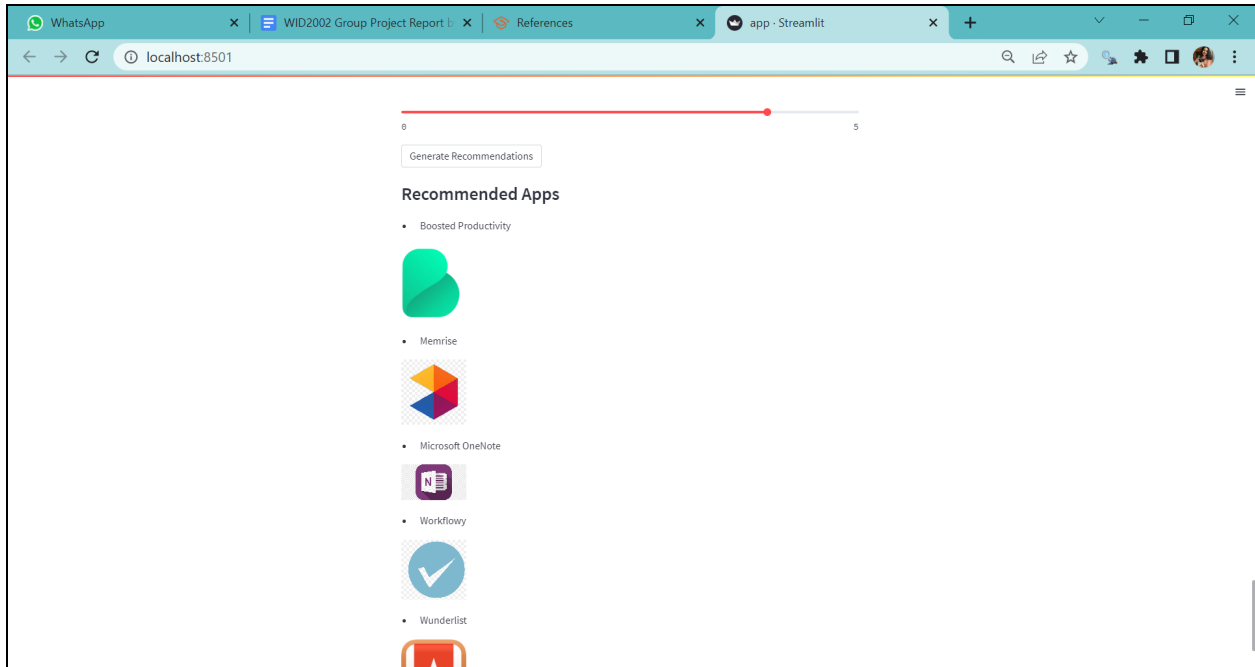 WhatsApp
WID2002 Group Project Report b
References
app · Streamlit
localhost:8501
0
5
Generate Recommendations
Recommended Apps
Boosted Productivity
Memrise
Microsoft OneNote
N
Workflowy
Wunderlist